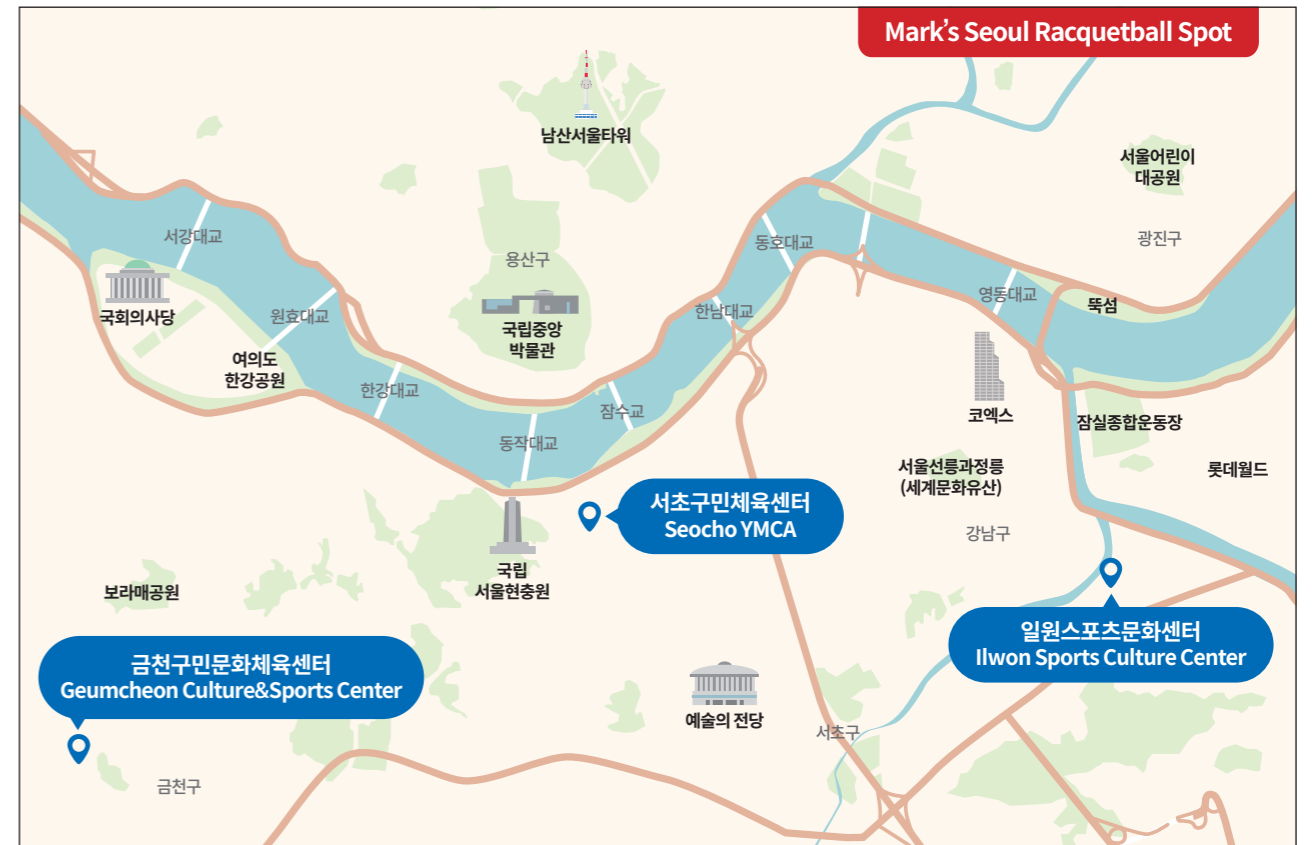 Mark's Seoul Racquetball Spot
남산서울타워
서울어린이
대공원
광진구
서강대교
동호대교
용산구
국회의사당
원효대교
국립중앙
박물관
한남대교
영동대교
뚝섬
여의도
한강공원
한강대교
잠수교
동작대교
코엑스
잠실종합운동장
서울선릉과정릉
(세계문화유산)
롯데월드
강남구
서초구민체육센터
Seocho YMCA
국립
서울현충원
보라매공원
일원스포츠문화센터
Ilwon Sports Culture Center
금천구민문화체육센터
Geumcheon Culture&Sports Center
예술의 전당
서초구
금천구